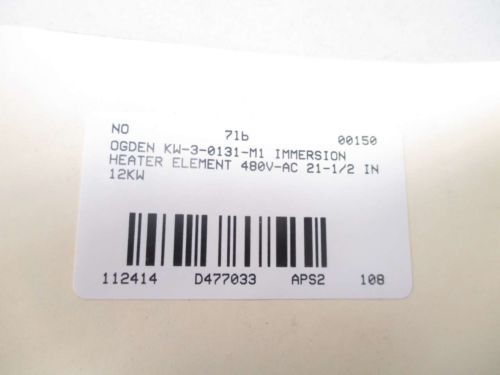 NO 71b 00150
OGDEN KW-3-0131-M1 IMMERSION
HEATER ELEMENT 480V-AC 21-1/2 IN
12KW
112414 D477033 APS2 108